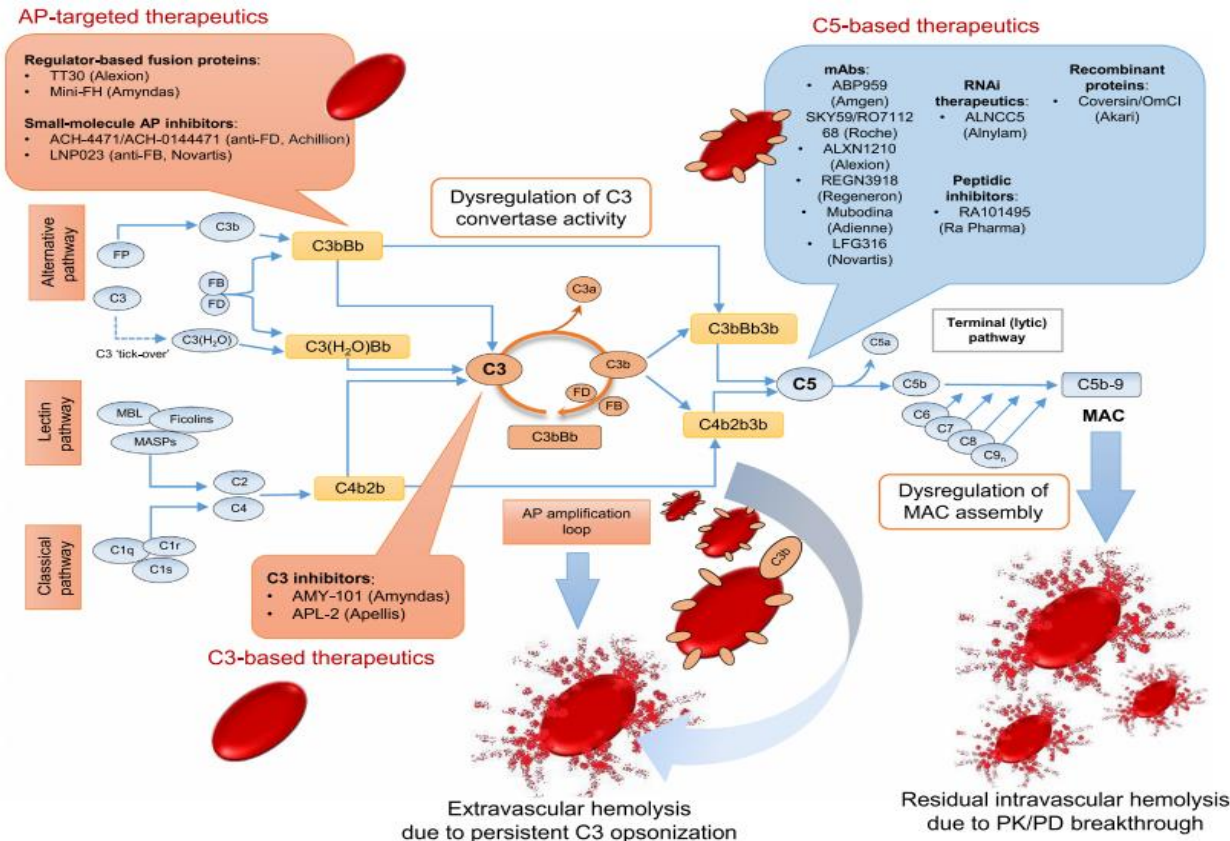 AP-targeted therapeutics
Regulator-based fusion proteins:
• TT30 (Alexion)
• Mini-FH (Amyndas)
Small-molecule AP inhibitors:
• ACH-4471/ACH-0144471 (anti-FD, Achillion)
• LNP023 (anti-FB, Novartis)
C5-based therapeutics
mAbs:
• ABP959
(Amgen)
SKY59/RO7112
68 (Roche)
• ALXN1210
(Alexion)
• REGN3918
(Regeneron)
• Mubodina
(Adienne)
• LFG316
(Novartis)
RNAi
therapeutics:
• ALNCC5
(Alnylam)
Peptidic
inhibitors:
• RA101495
(Ra Pharma)
Recombinant
proteins:
• Coversin/OmCI
(Akari)
Dysregulation of C3
convertase activity
Alternative
pathway
FP
C3b
C3bBb
C3
FB
FD
C3 'tick-over'
C3(H₂O)
C3(H₂O)Bb
C3a
C3
C3b
FD
FB
C3bBb
C3bBb3b
C4b2b3b
C5
C5a
Terminal (lytic)
pathway
C5b
C6
C7
C8
C9ₙ
C5b-9
MAC
Dysregulation of
MAC assembly
Lectin
pathway
MBL
Ficolins
MASPs
C2
C4
C4b2b
Classical
pathway
C1q
C1r
C1s
AP amplification
loop
C3b
C3 inhibitors:
• AMY-101 (Amyndas)
• APL-2 (Apellis)
C3-based therapeutics
Extravascular hemolysis
due to persistent C3 opsonization
Residual intravascular hemolysis
due to PK/PD breakthrough